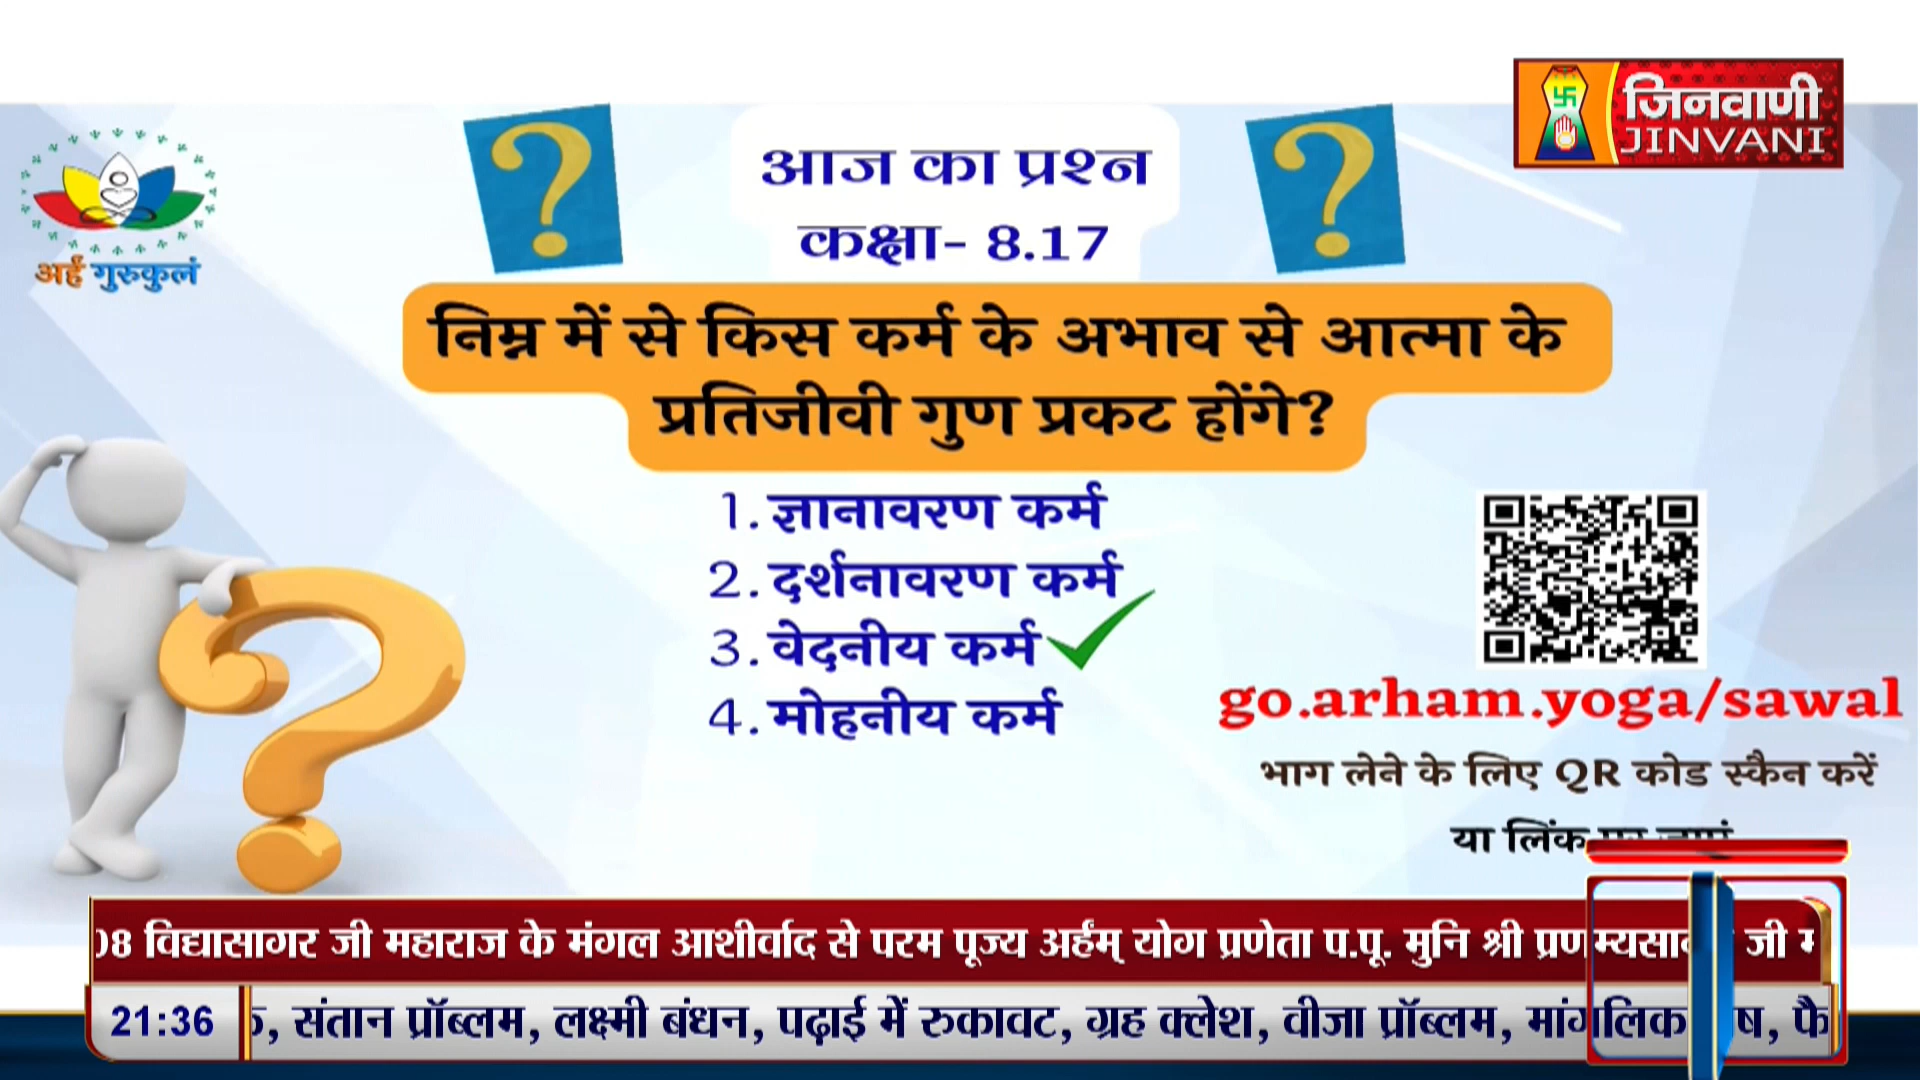 जिनवाणी
JINVANI
आज का प्रश्न
कक्षा- 8.17
अर्हं गुरुकुलं
निम्न में से किस कर्म के अभाव से आत्मा के
प्रतिजीवी गुण प्रकट होंगे?
1. ज्ञानावरण कर्म
2. दर्शनावरण कर्म
3. वेदनीय कर्म
4. मोहनीय कर्म
go.arham.yoga/sawal
भाग लेने के लिए QR कोड स्कैन करें
या लिंक
08 विद्यासागर जी महाराज के मंगल आशीर्वाद से परम पूज्य अर्हम् योग प्रणेता प.पू. मुनि श्री जी
21:36 संतान प्रॉब्लम, लक्ष्मी बंधन, पढ़ाई में रुकावट, ग्रह क्लेश, वीजा प्रॉब्लम, मांगलिक